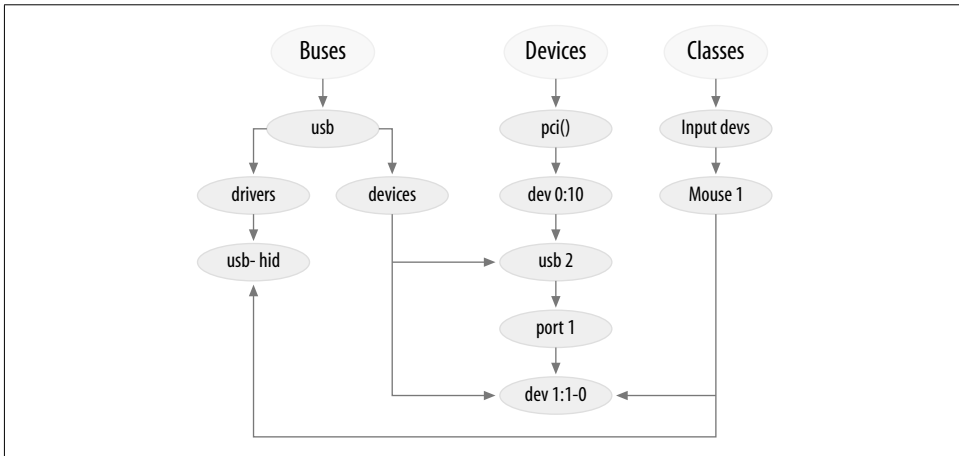 Buses
Devices
Classes
usb
pci()
Input devs
drivers
devices
dev 0:10
Mouse 1
usb- hid
usb 2
port 1
dev 1:1-0